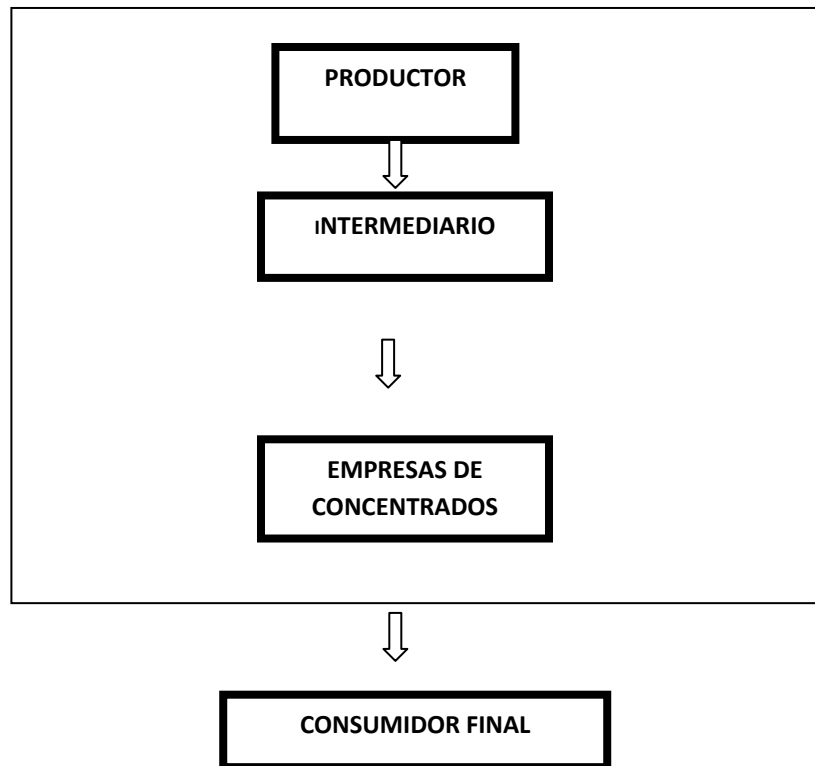 PRODUCTOR
INTERMEDIARIO
EMPRESAS DE
CONCENTRADOS
CONSUMIDOR FINAL